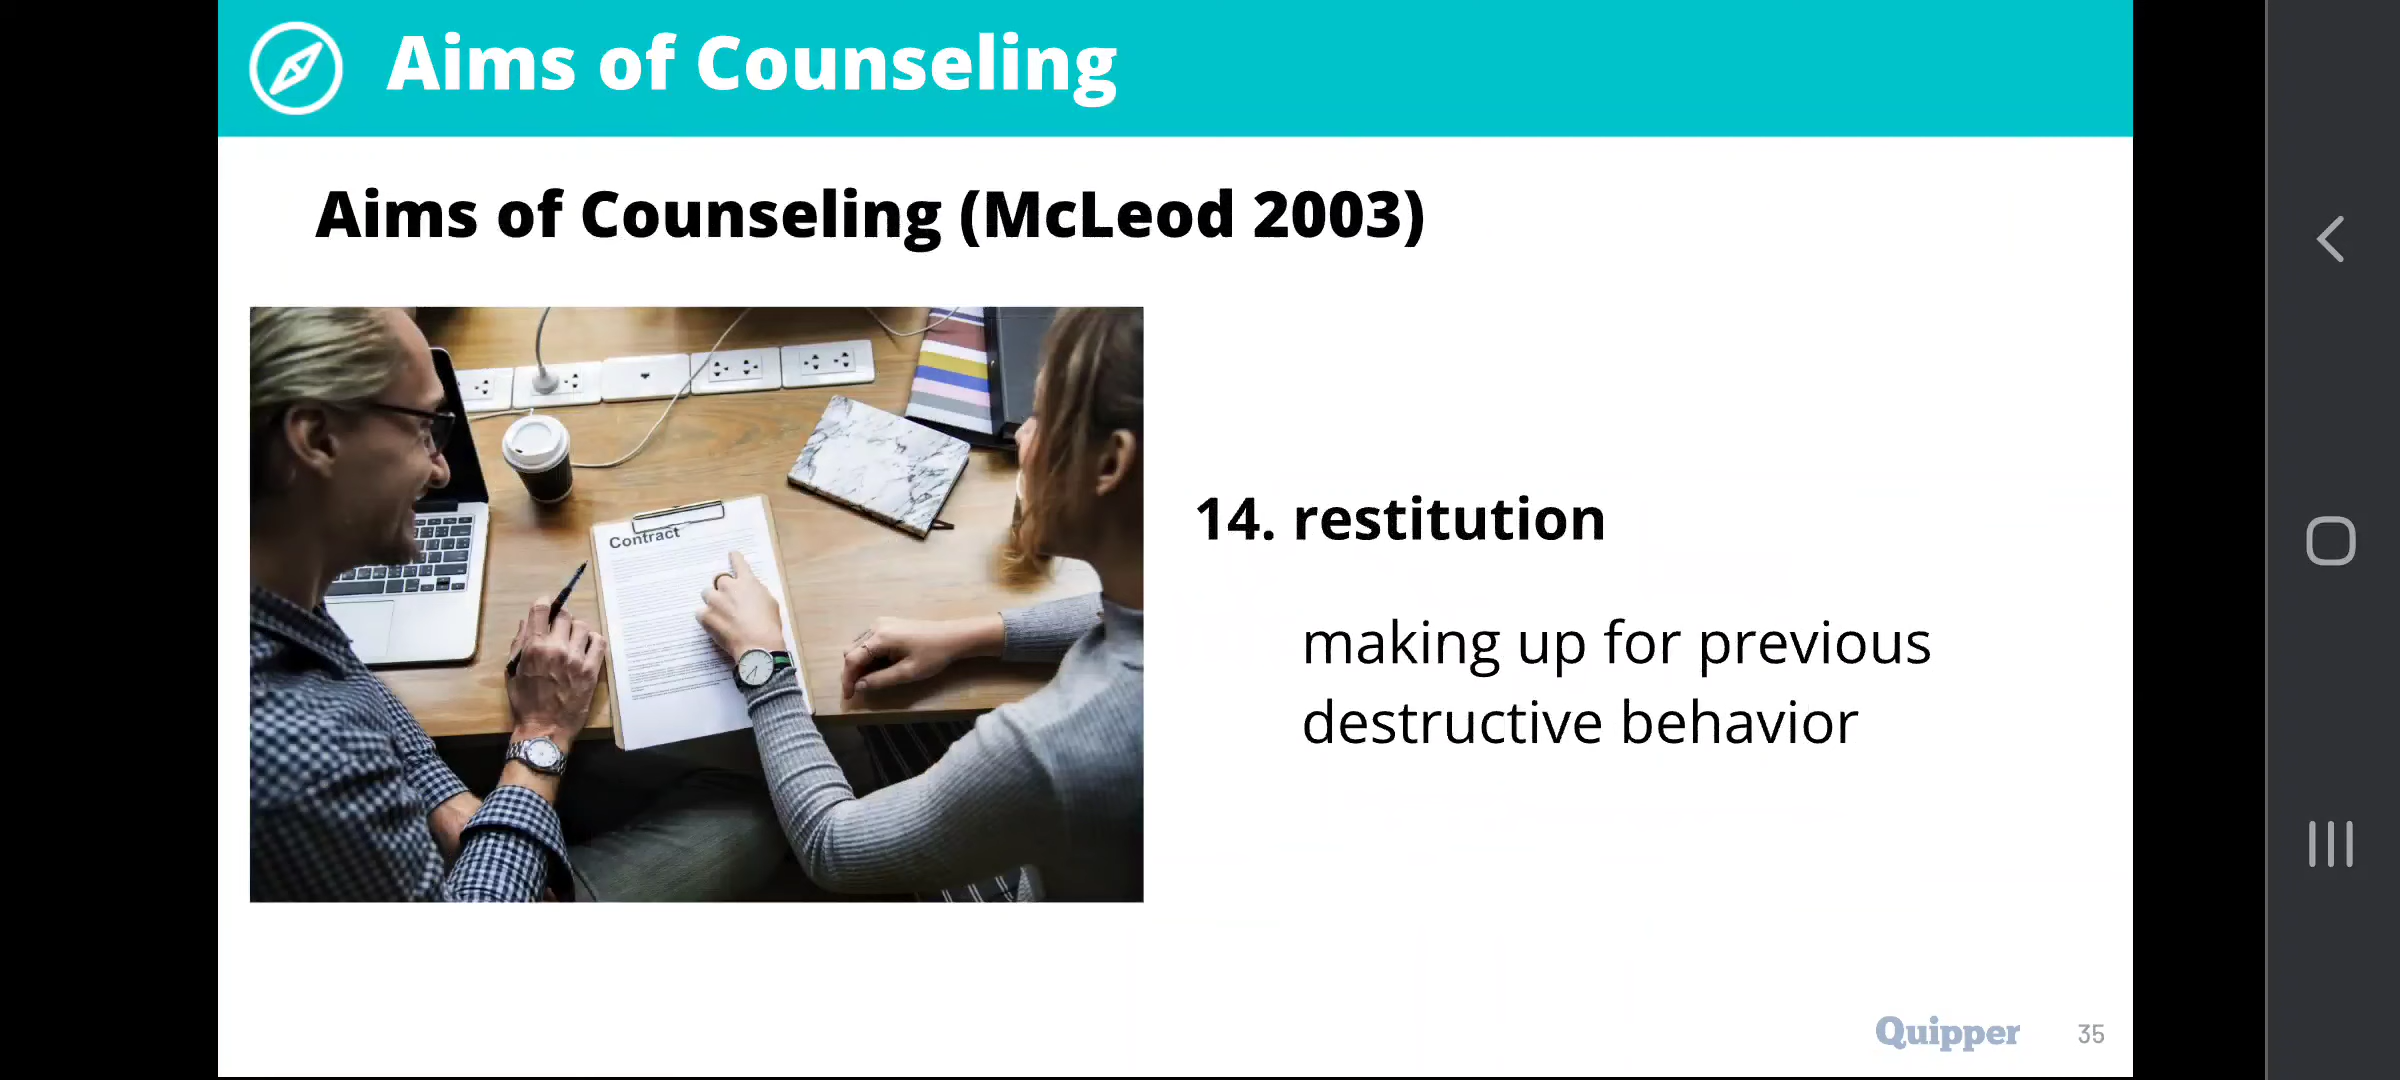 Aims of Counseling
Aims of Counseling (McLeod 2003)
Contract
14. restitution
making up for previous
destructive behavior
Quipper 35